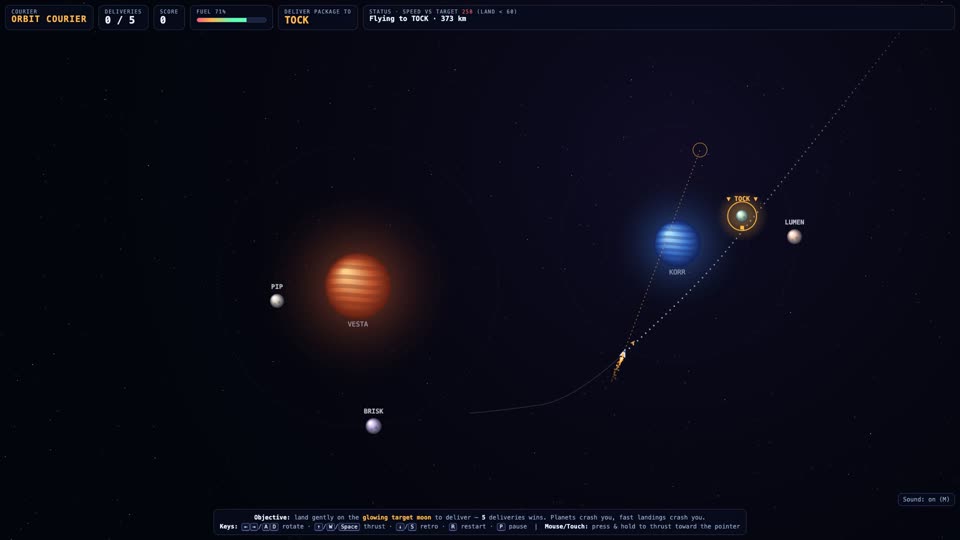 COURIER
ORBIT COURIER
DELIVERIES
0 / 5
SCORE
0
FUEL 71%
DELIVER PACKAGE TO
TOCK
STATUS · SPEED VS TARGET 250 (LAND < 60)
Flying to TOCK · 373 km
▼ TOCK ▼
LUMEN
KORR
PIP
VESTA
BRISK
Sound: on (M)
Objective: land gently on the glowing target moon to deliver — 5 deliveries wins. Planets crash you, fast landings crash you.
Keys: ←→/A D rotate · ↑/W/Space thrust · ↓/S retro · R restart · P pause | Mouse/Touch: press & hold to thrust toward the pointer